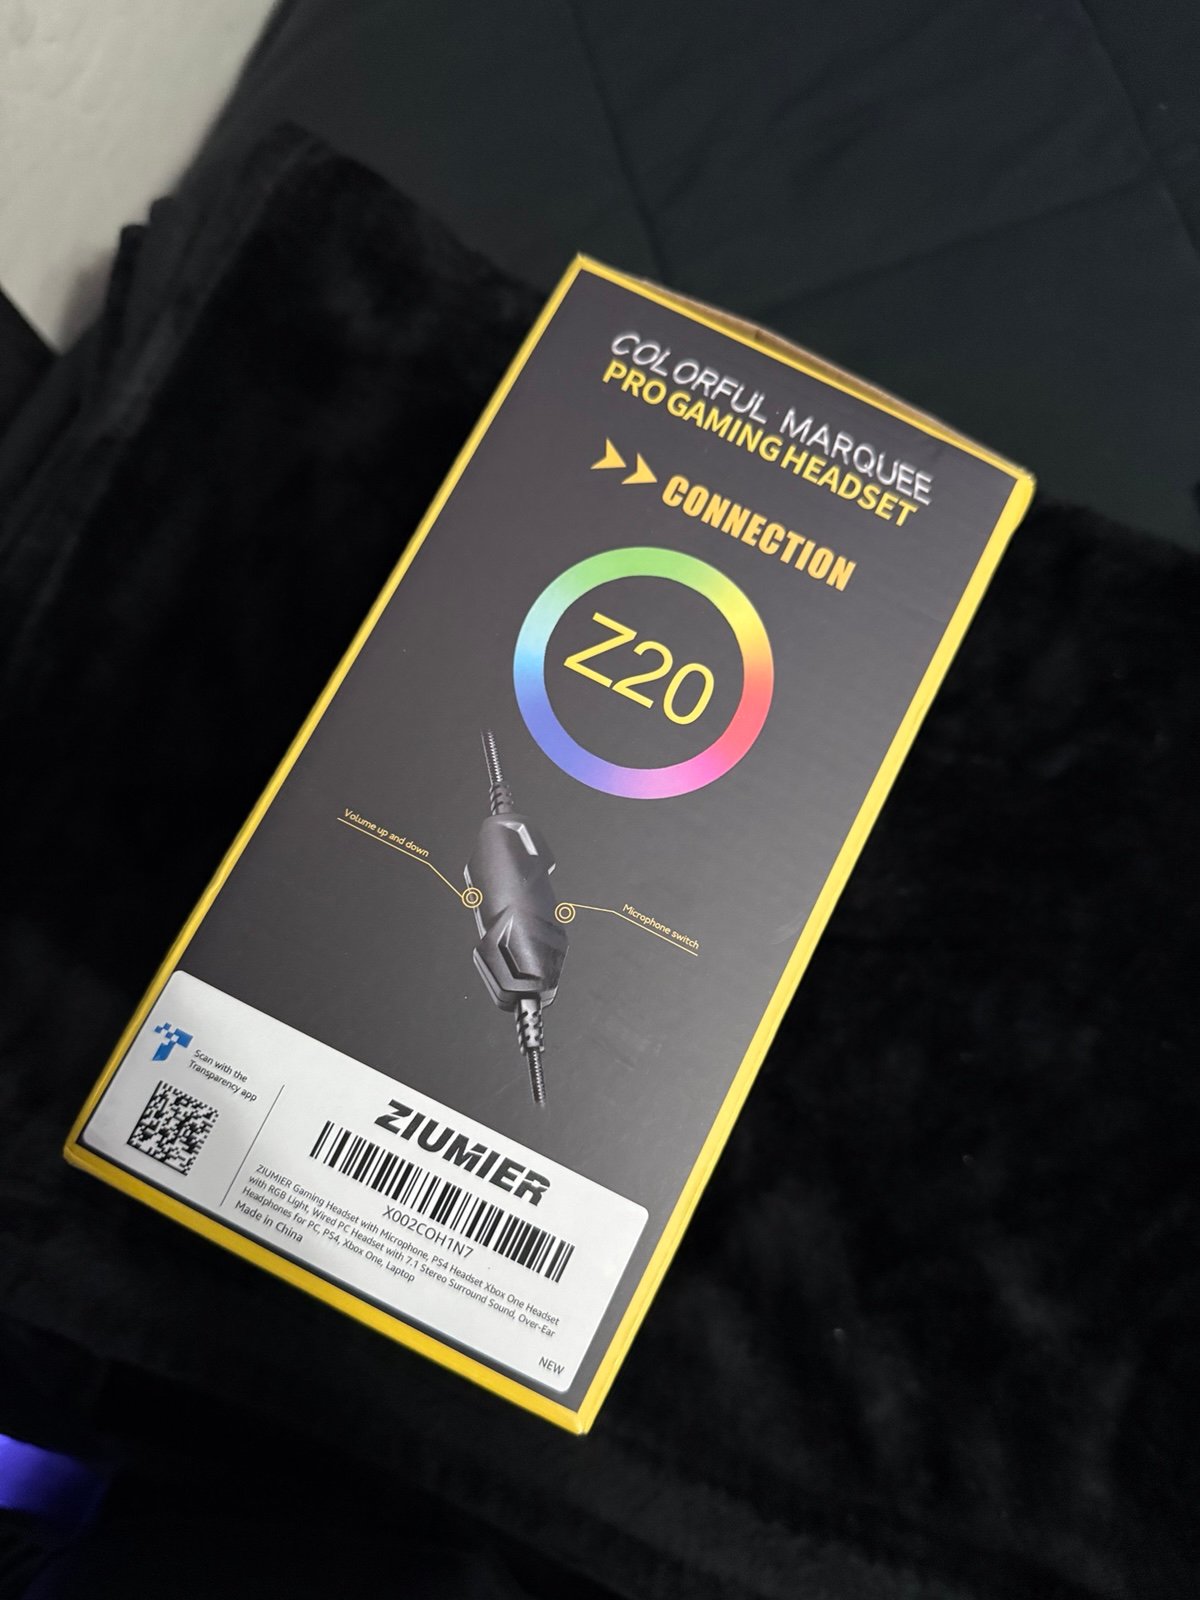 COLORFUL MARQUEE
PRO GAMING HEADSET
CONNECTION
Z20
Volume up and down
Microphone switch
Scan with the
Transparency app
ZIUMIER
X002COH1N7
ZIUMIER Gaming Headset with Microphone, PS4 Headset Xbox One Headset
with RGB Light, Wired PC Headset with 7.1 Stereo Surround Sound, Over-Ear
Headphones for PC, PS4, Xbox One, Laptop
Made in China
NEW